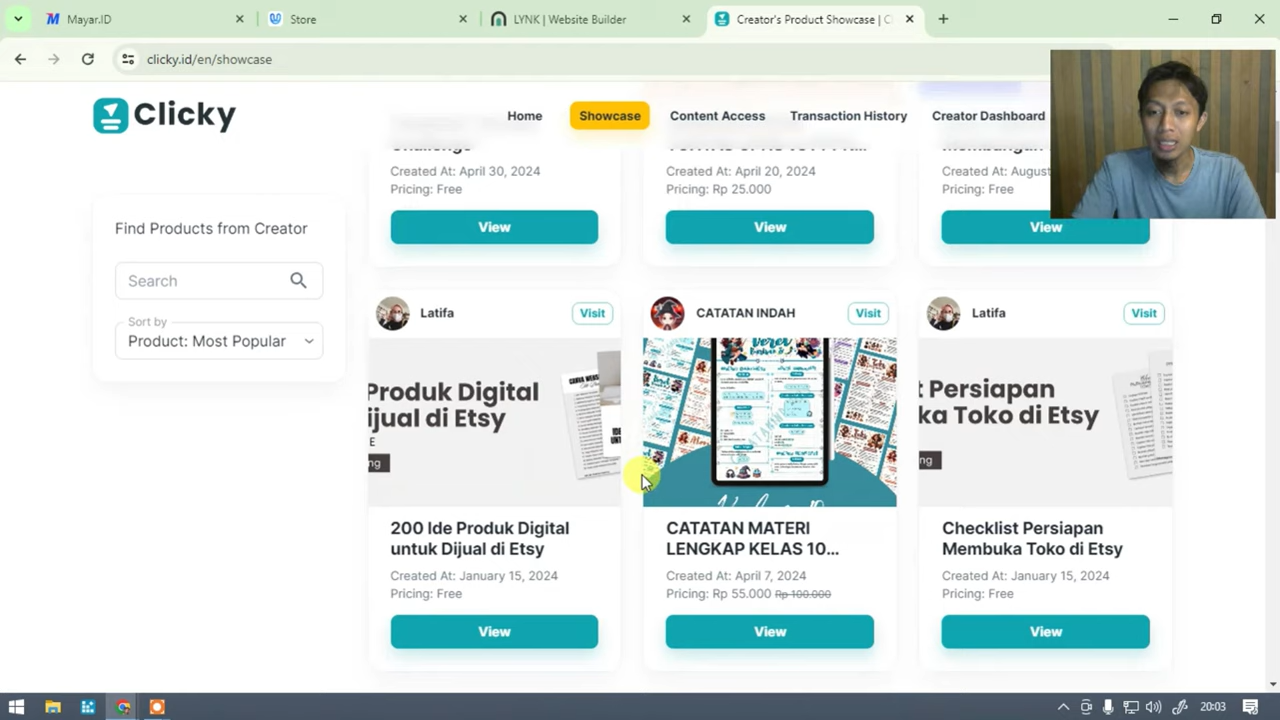 Mayar.ID
Store
LYNK | Website Builder
Creator's Product Showcase | C
clicky.id/en/showcase
Clicky
Home
Showcase
Content Access
Transaction History
Creator Dashboard
Challenge
Created At: April 30, 2024
Pricing: Free
View
Created At: April 20, 2024
Pricing: Rp 25.000
View
Created At: August
Pricing: Free
View
Find Products from Creator
Search
Sort by
Product: Most Popular
Latifa
Visit
Produk Digital
ijual di Etsy
E
ng
200 Ide Produk Digital
untuk Dijual di Etsy
Created At: January 15, 2024
Pricing: Free
View
CATATAN INDAH
Visit
CATATAN MATERI
LENGKAP KELAS 10...
Created At: April 7, 2024
Pricing: Rp 55.000 Rp 100.000
View
Latifa
Visit
t Persiapan
ka Toko di Etsy
ng
Checklist Persiapan
Membuka Toko di Etsy
Created At: January 15, 2024
Pricing: Free
View
20:03